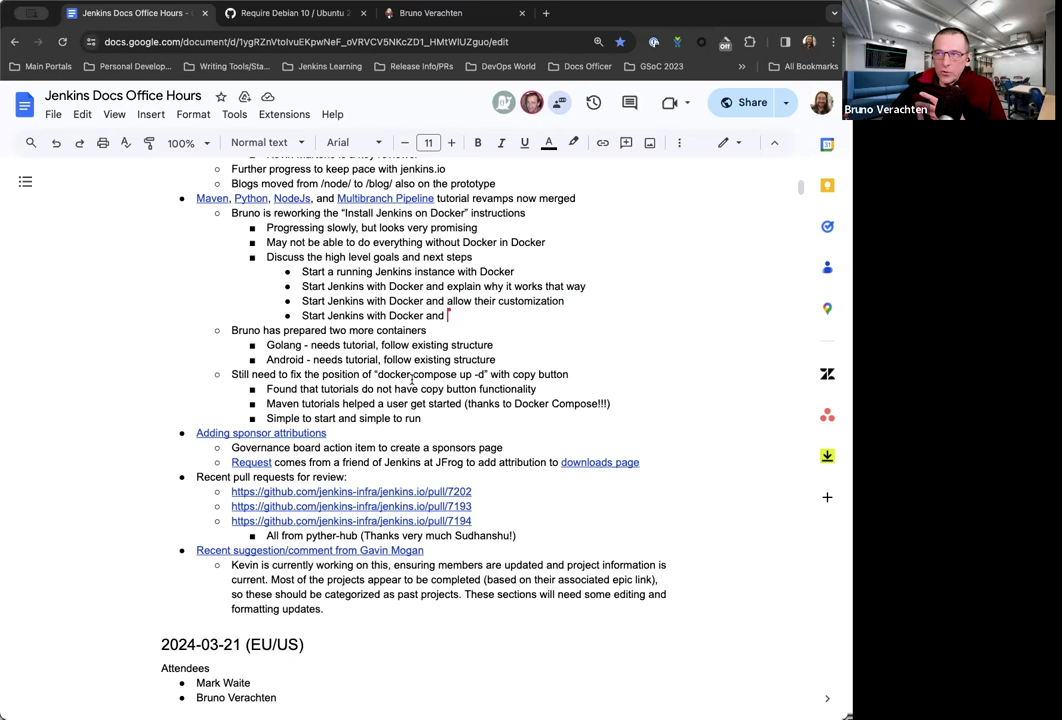 Jenkins Docs Office Hours -
Require Debian 10 / Ubuntu 2
Bruno Verachten
docs.google.com/document/d/1ygRZnVtoIvuEKpwNeF_oVRVCV5NKcZD1_HMtWlUZguo/edit
Main Portals
Personal Develop...
Writing Tools/Sta...
Jenkins Learning
Release Info/PRs
DevOps World
Docs Officer
GSoC 2023
»
All Bookmarks
Off
Bruno Verachten
Jenkins Docs Office Hours
File Edit View Insert Format Tools Extensions Help
Share
100% Normal text Arial 11 B I U A
Further progress to keep pace with jenkins.io
Blogs moved from /node/ to /blog/ also on the prototype
Maven, Python, NodeJs, and Multibranch Pipeline tutorial revamps now merged
Bruno is reworking the “Install Jenkins on Docker” instructions
Progressing slowly, but looks very promising
May not be able to do everything without Docker in Docker
Discuss the high level goals and next steps
Start a running Jenkins instance with Docker
Start Jenkins with Docker and explain why it works that way
Start Jenkins with Docker and allow their customization
Start Jenkins with Docker and
Bruno has prepared two more containers
Golang - needs tutorial, follow existing structure
Android - needs tutorial, follow existing structure
Still need to fix the position of “docker compose up -d” with copy button
Found that tutorials do not have copy button functionality
Maven tutorials helped a user get started (thanks to Docker Compose!!!)
Simple to start and simple to run
Adding sponsor attributions
Governance board action item to create a sponsors page
Request comes from a friend of Jenkins at JFrog to add attribution to downloads page
Recent pull requests for review:
https://github.com/jenkins-infra/jenkins.io/pull/7202
https://github.com/jenkins-infra/jenkins.io/pull/7193
https://github.com/jenkins-infra/jenkins.io/pull/7194
All from pyther-hub (Thanks very much Sudhanshu!)
Recent suggestion/comment from Gavin Mogan
Kevin is currently working on this, ensuring members are updated and project information is
current. Most of the projects appear to be completed (based on their associated epic link),
so these should be categorized as past projects. These sections will need some editing and
formatting updates.
2024-03-21 (EU/US)
Attendees
Mark Waite
Bruno Verachten